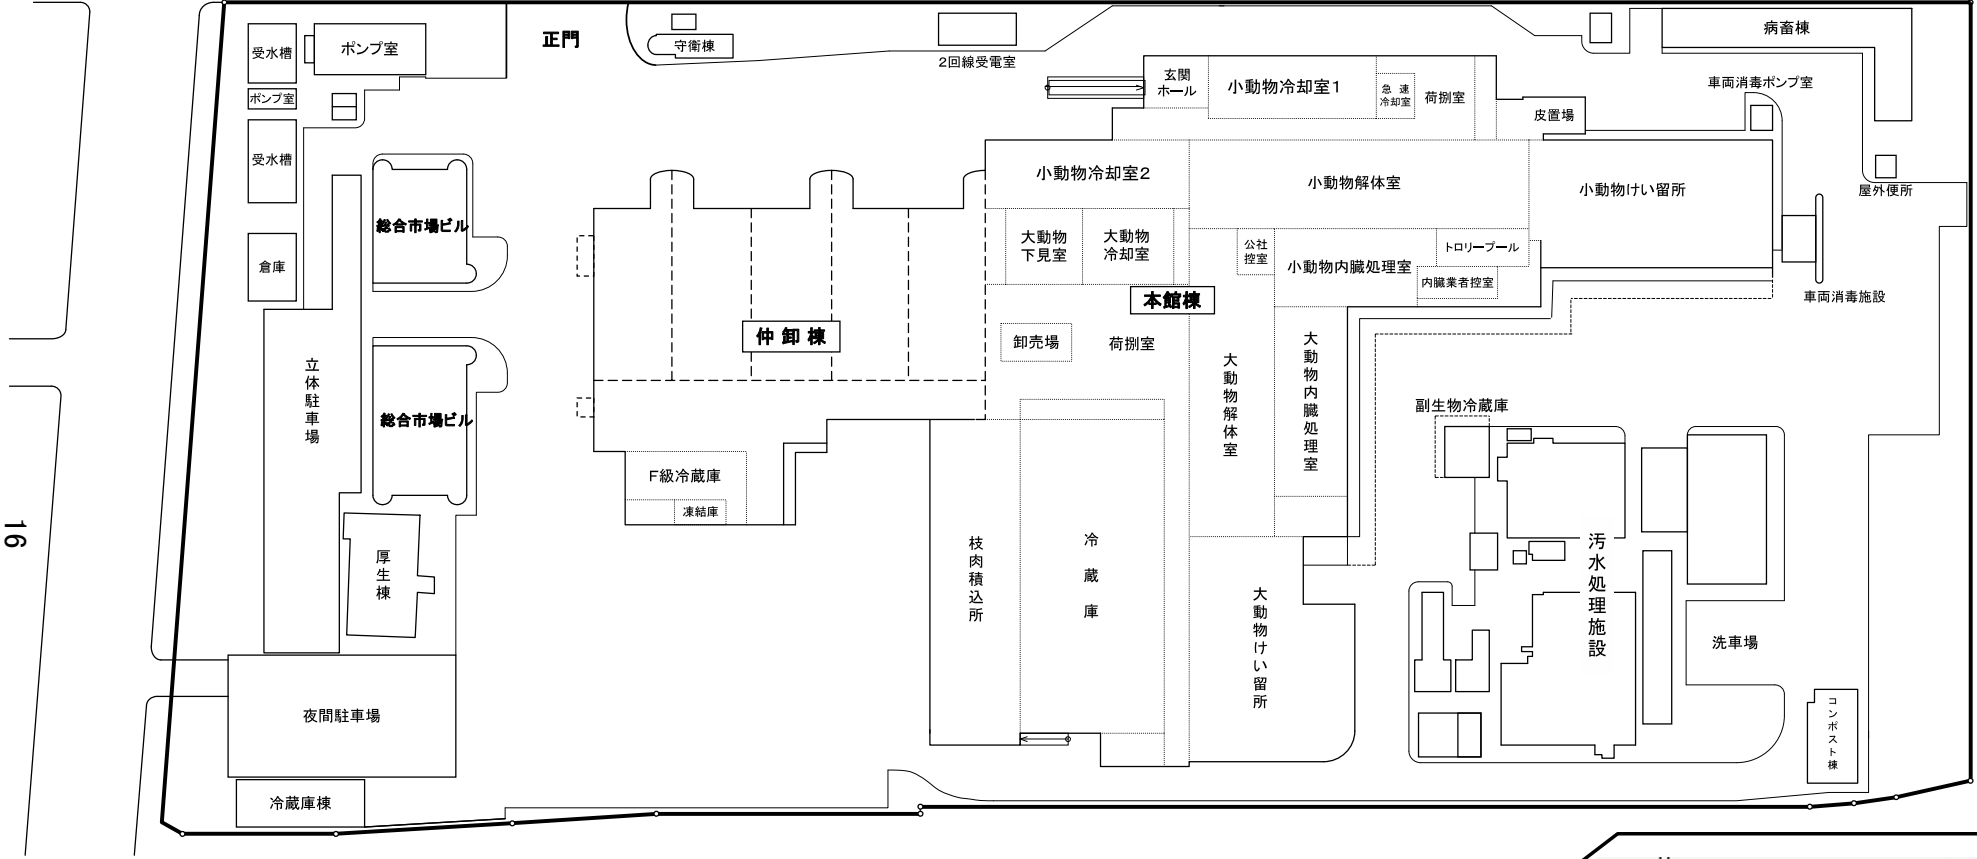 受水槽
ポンプ室
ポンプ室
受水槽
倉庫
総合市場ビル
立体駐車場
総合市場ビル
厚生棟
夜間駐車場
冷蔵庫棟
16
正門
守衛棟
2回線受電室
玄関
ホール
小動物冷却室1
急速
冷却室
荷捌室
皮置場
病畜棟
車両消毒ポンプ室
屋外便所
車両消毒施設
小動物冷却室2
小動物解体室
小動物けい留所
大動物
下見室
大動物
冷却室
公社
控室
小動物内臓処理室
トロリープール
内臓業者控室
本館棟
仲卸棟
卸売場
荷捌室
大動物解体室
大動物内臓処理室
F級冷蔵庫
凍結庫
枝肉積込所
冷蔵庫
大動物けい留所
副生物冷蔵庫
汚水処理施設
洗車場
コンポスト棟